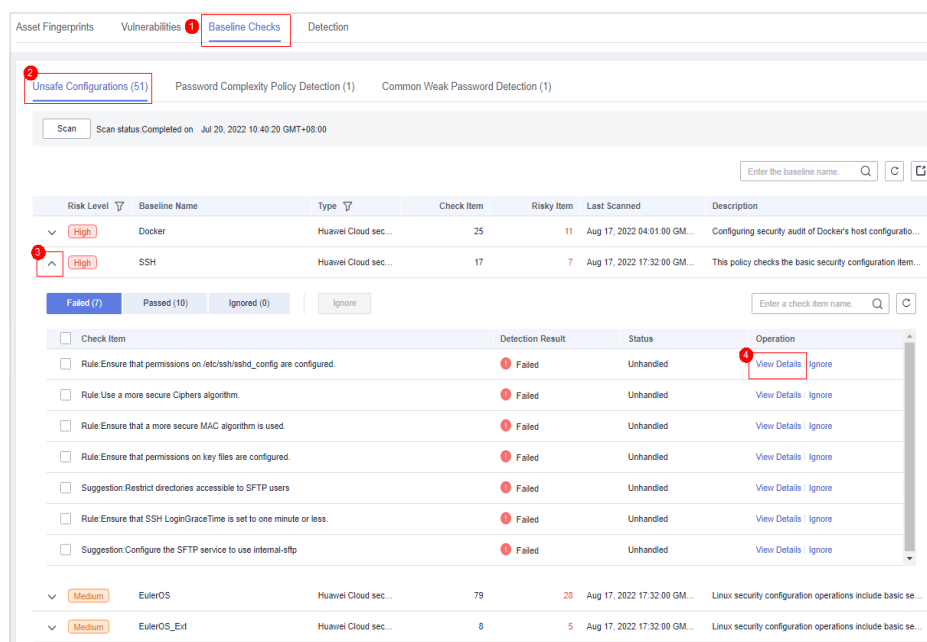 Asset Fingerprints Vulnerabilities 1 Baseline Checks Detection
2
Unsafe Configurations (51) Password Complexity Policy Detection (1) Common Weak Password Detection (1)
Scan Scan status:Completed on Jul 20, 2022 10:40:20 GMT+08:00
Enter the baseline name.
Risk Level Baseline Name Type Check Item Risky Item Last Scanned Description
High Docker Huawei Cloud sec... 25 11 Aug 17, 2022 04:01:00 GM... Configuring security audit of Docker's host configuratio...
3
High SSH Huawei Cloud sec... 17 7 Aug 17, 2022 17:32:00 GM... This policy checks the basic security configuration item...
Failed (7) Passed (10) Ignored (0) Ignore Enter a check item name.
Check Item Detection Result Status Operation
4
Rule:Ensure that permissions on /etc/ssh/sshd_config are configured. Failed Unhandled View Details Ignore
Rule:Use a more secure Ciphers algorithm. Failed Unhandled View Details Ignore
Rule:Ensure that a more secure MAC algorithm is used. Failed Unhandled View Details Ignore
Rule:Ensure that permissions on key files are configured. Failed Unhandled View Details Ignore
Suggestion:Restrict directories accessible to SFTP users Failed Unhandled View Details Ignore
Rule:Ensure that SSH LoginGraceTime is set to one minute or less. Failed Unhandled View Details Ignore
Suggestion:Configure the SFTP service to use internal-sftp Failed Unhandled View Details Ignore
Medium EulerOS Huawei Cloud sec... 79 28 Aug 17, 2022 17:32:00 GM... Linux security configuration operations include basic se...
Medium EulerOS_Ext Huawei Cloud sec... 8 5 Aug 17, 2022 17:32:00 GM... Linux security configuration operations include basic se...